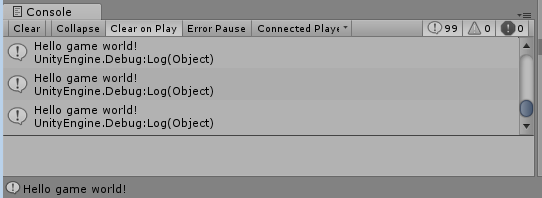 Console
Clear Collapse Clear on Play Error Pause Connected Playe 99 0 0
Hello game world!
UnityEngine.Debug:Log(Object)
Hello game world!
UnityEngine.Debug:Log(Object)
Hello game world!
UnityEngine.Debug:Log(Object)
Hello game world!